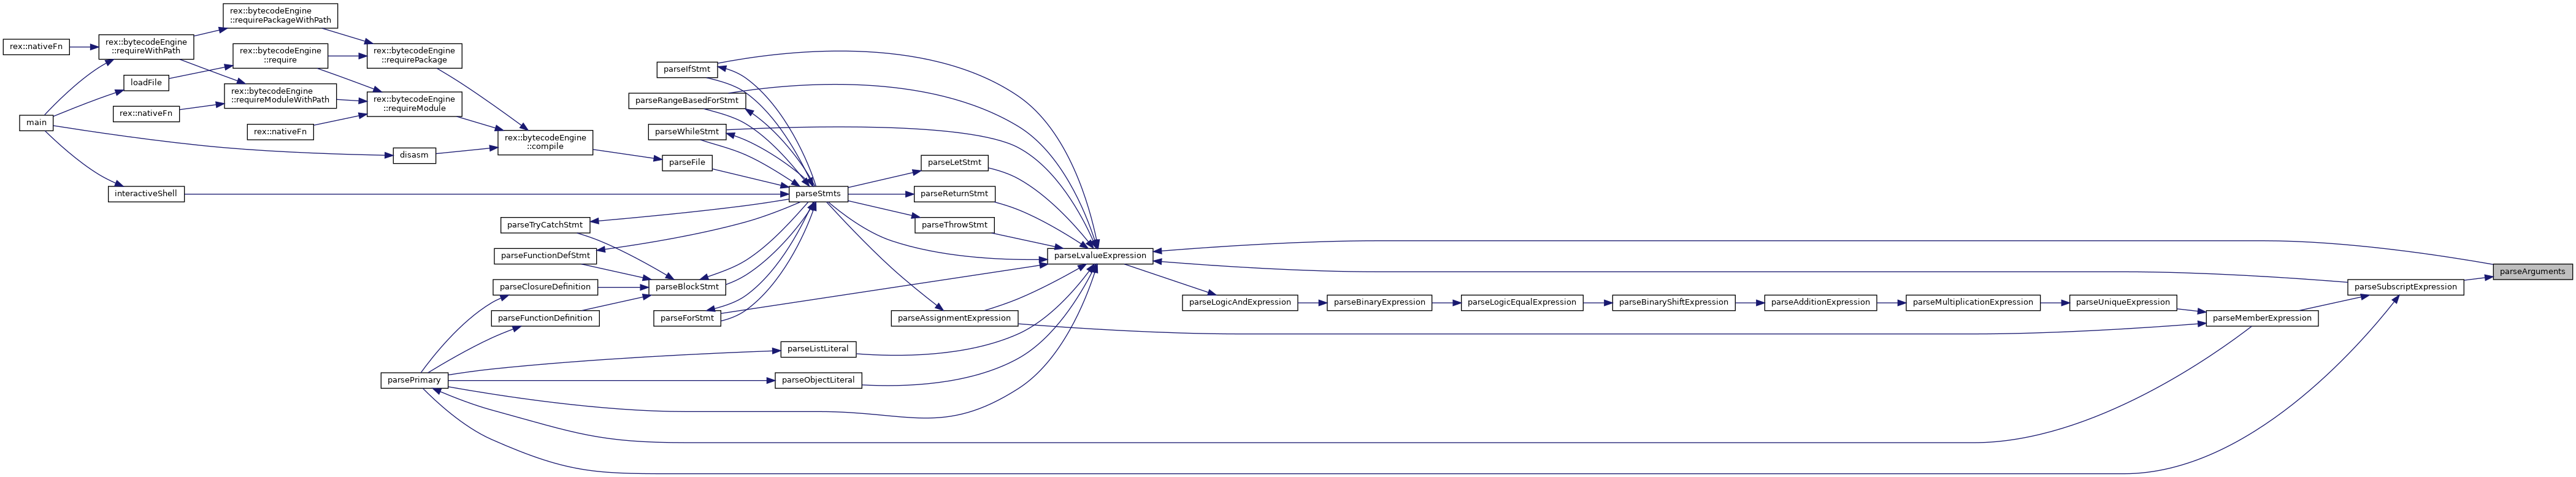 rex::bytecodeEngine
::requirePackageWithPath
rex::nativeFn
rex::bytecodeEngine
::requireWithPath
rex::bytecodeEngine
::require
rex::bytecodeEngine
::requirePackage
loadFile
rex::bytecodeEngine
::requireModuleWithPath
rex::bytecodeEngine
::requireModule
rex::nativeFn
main
rex::nativeFn
rex::bytecodeEngine
::compile
disasm
interactiveShell
parseIfStmt
parseRangeBasedForStmt
parseWhileStmt
parseFile
parseStmts
parseTryCatchStmt
parseFunctionDefStmt
parseClosureDefinition
parseBlockStmt
parseFunctionDefinition
parseForStmt
parseLetStmt
parseReturnStmt
parseThrowStmt
parseLvalueExpression
parseAssignmentExpression
parseListLiteral
parsePrimary
parseObjectLiteral
parseLogicAndExpression
parseBinaryExpression
parseLogicEqualExpression
parseBinaryShiftExpression
parseAdditionExpression
parseMultiplicationExpression
parseUniqueExpression
parseMemberExpression
parseSubscriptExpression
parseArguments